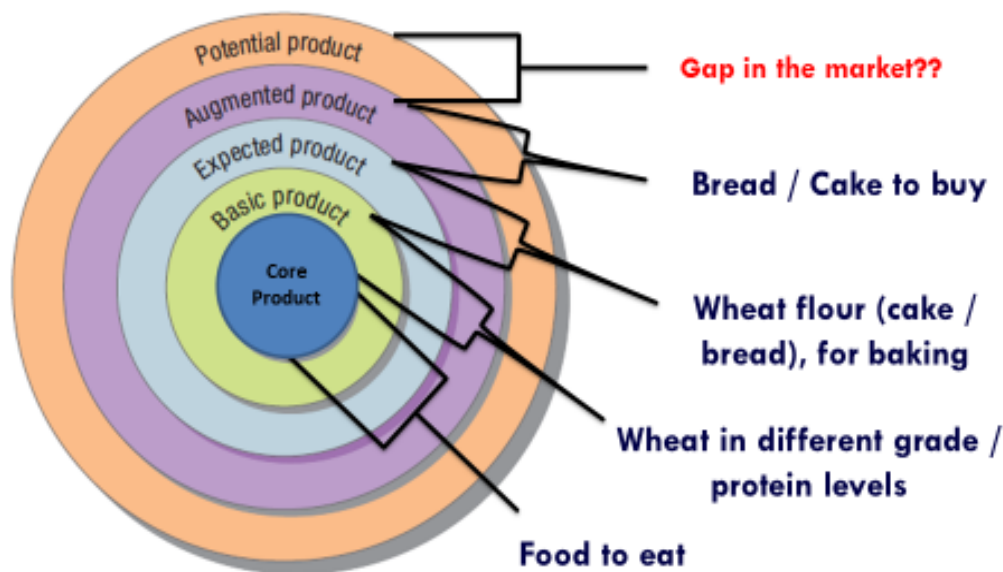 Potential product
Gap in the market??
Augmented product
Expected product
Bread / Cake to buy
Basic product
Core
Product
Wheat flour (cake /
bread), for baking
Wheat in different grade /
protein levels
Food to eat